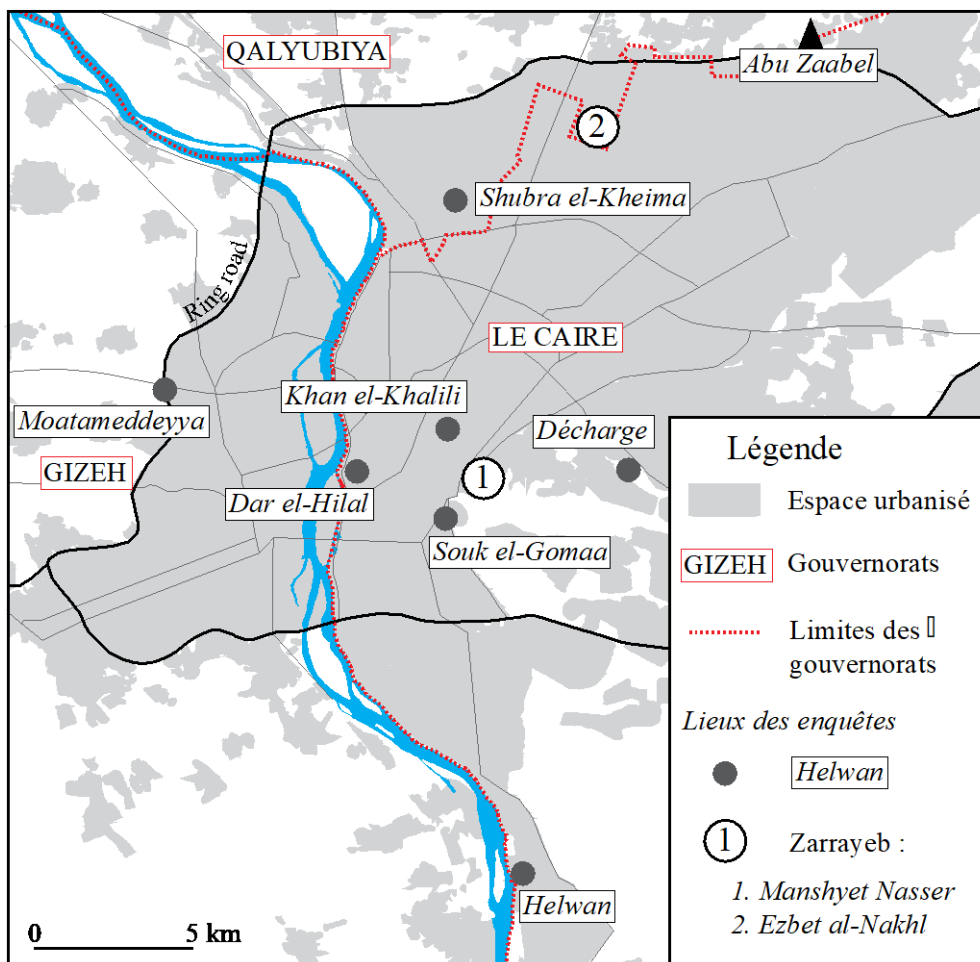 QALYUBIYA
Abu Zaabel
2
Shubra el-Kheima
Ring road
LE CAIRE
Khan el-Khalili
Moatameddeyya
Décharge
GIZEH
1
Dar el-Hilal
Souk el-Gomaa
Helwan
0 5 km
Légende
Espace urbanisé
GIZEH Gouvernorats
Limites des
gouvernorats
Lieux des enquêtes
Helwan
1 Zarrayeb :
1. Manshyet Nasser
2. Ezbet al-Nakhl